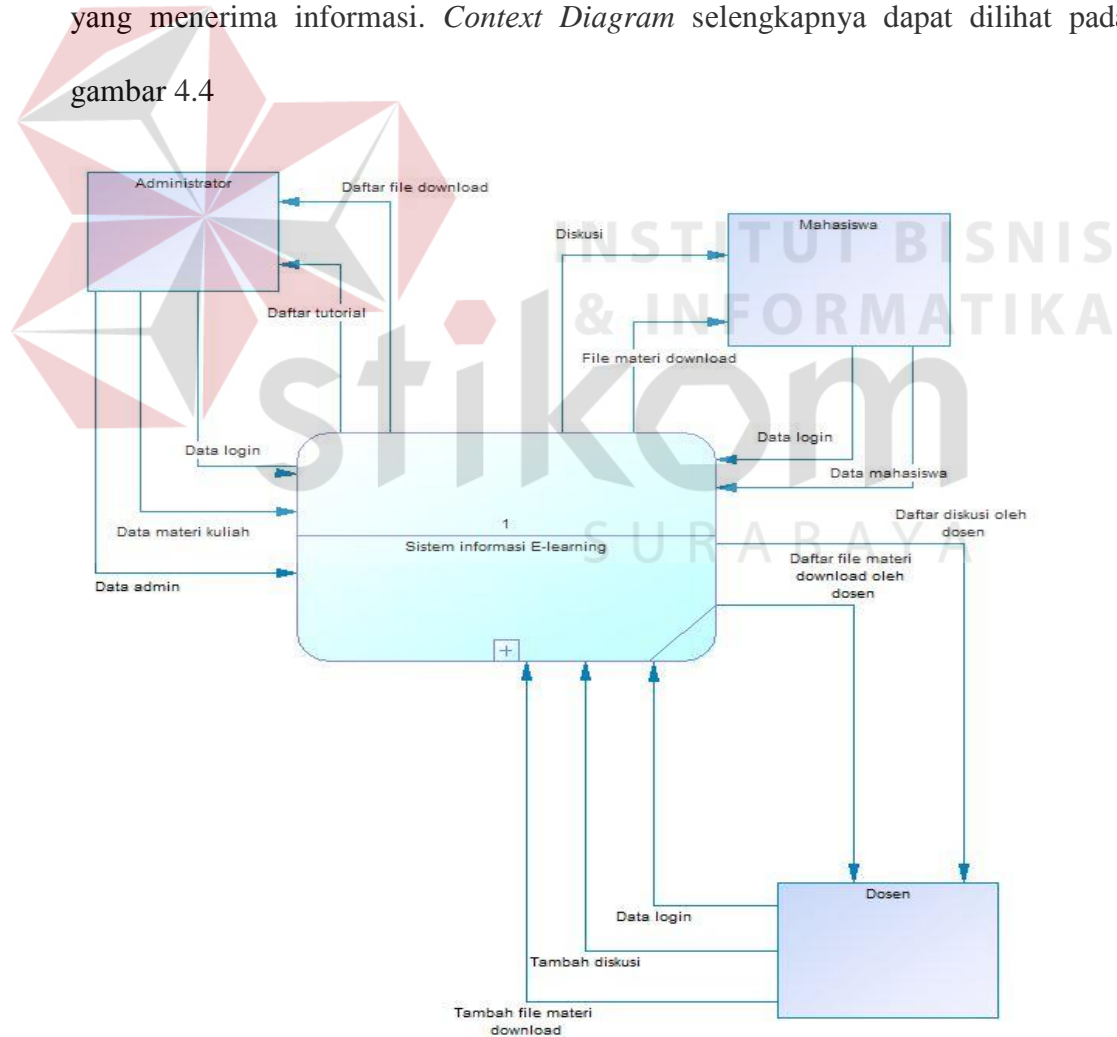 yang menerima informasi. Context Diagram selengkapnya dapat dilihat pada
gambar 4.4
Administrator
Daftar file download
Daftar tutorial
Data login
Data materi kuliah
Data admin
INSTITUT BISNIS
& INFORMATIKA
stikom
SURABAYA
Diskusi
Mahasiswa
File materi download
Data login
Data mahasiswa
1
Sistem informasi E-learning
Daftar diskusi oleh
dosen
Daftar file materi
download oleh
dosen
Dosen
Data login
Tambah diskusi
Tambah file materi
download